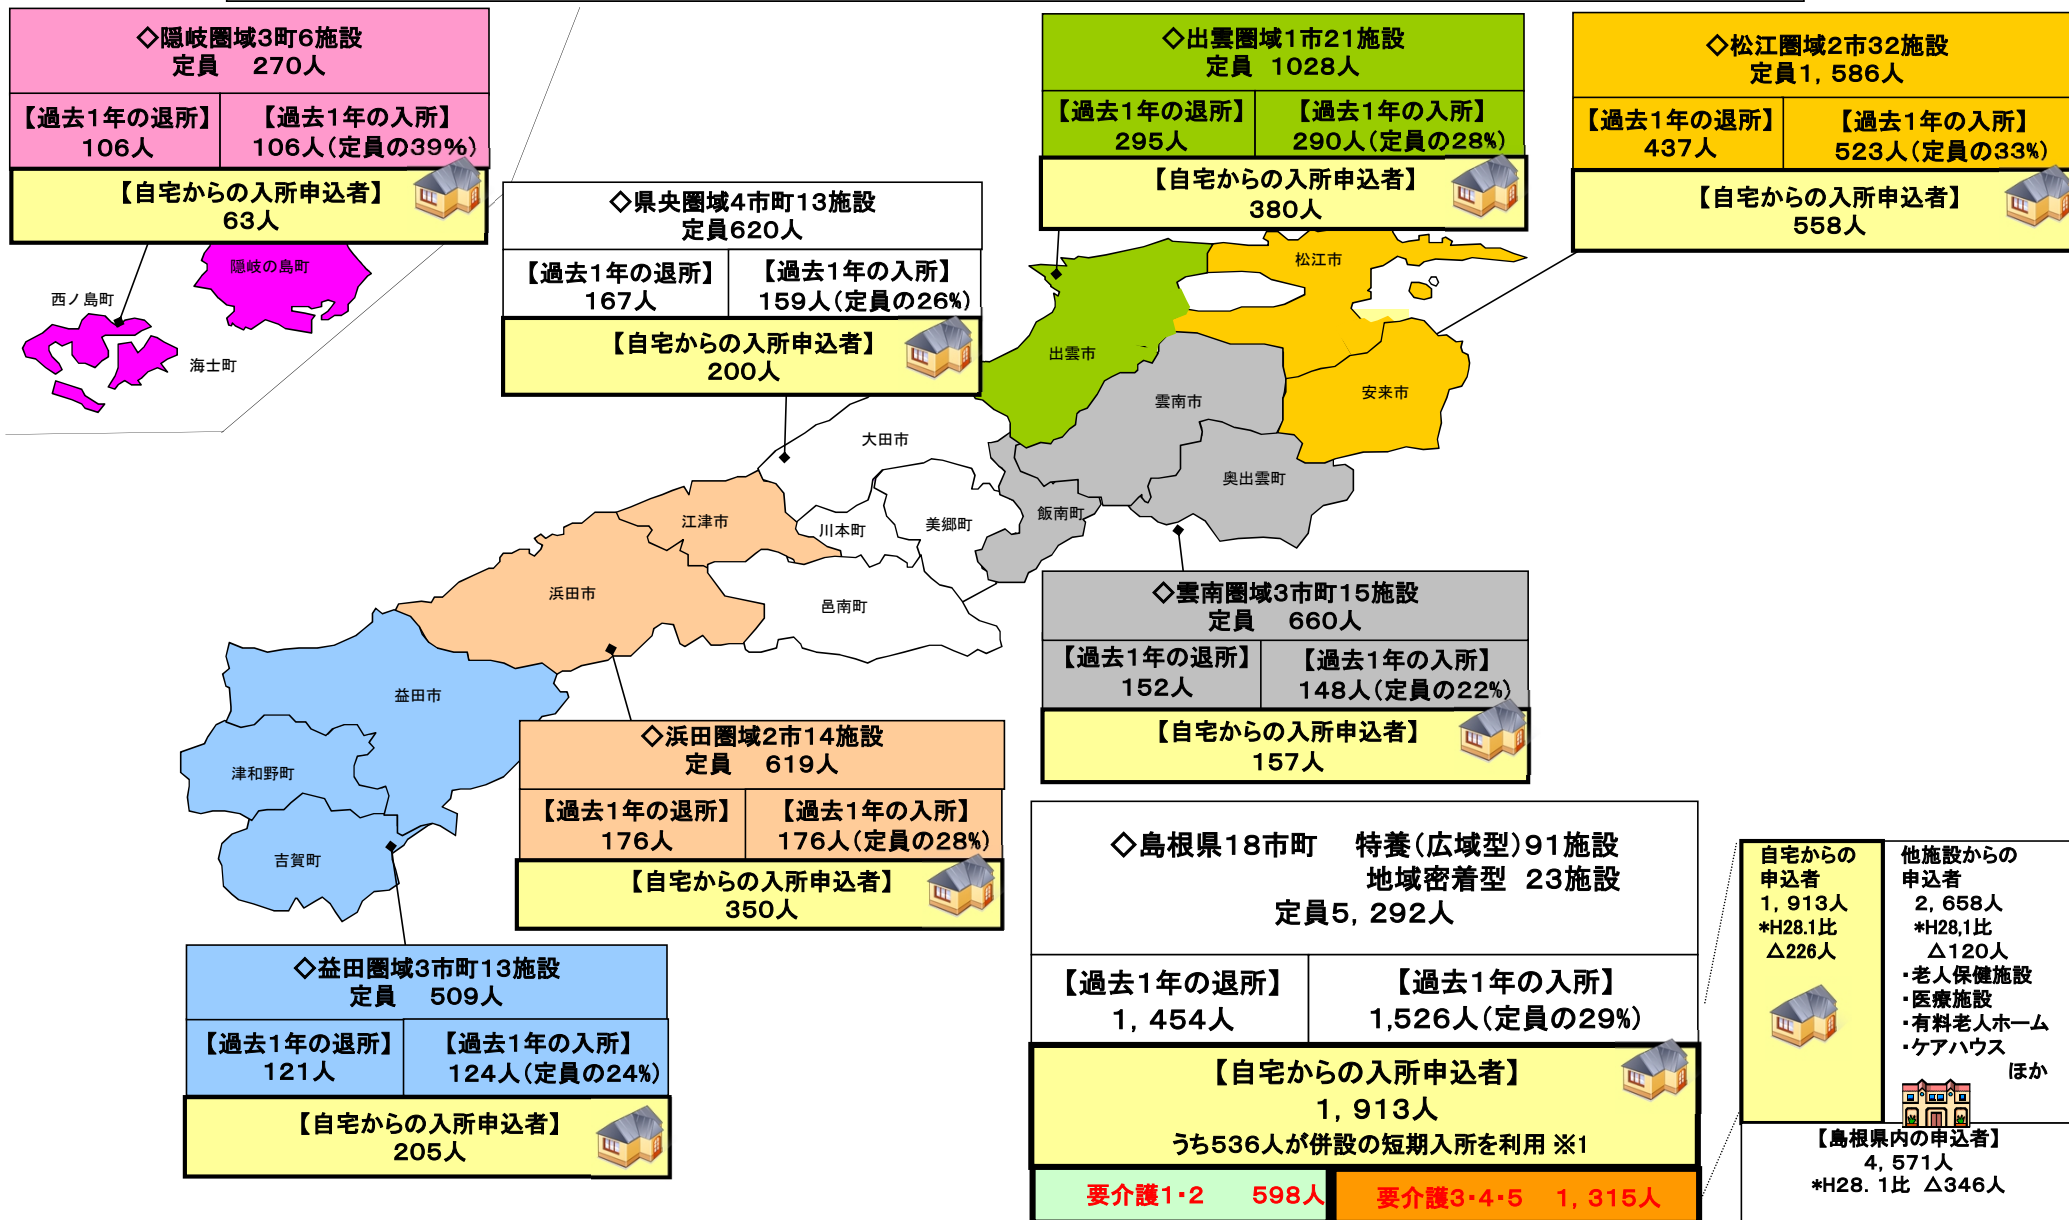 ◇隠岐圏域3町6施設
定員　270人
【過去1年の退所】
106人
【過去1年の入所】
106人(定員の39%)
【自宅からの入所申込者】
63人
◇県央圏域4市町13施設
定員620人
【過去1年の退所】
167人
【過去1年の入所】
159人(定員の26%)
【自宅からの入所申込者】
200人
◇出雲圏域1市21施設
定員　1028人
【過去1年の退所】
295人
【過去1年の入所】
290人(定員の28%)
【自宅からの入所申込者】
380人
◇松江圏域2市32施設
定員1,586人
【過去1年の退所】
437人
【過去1年の入所】
523人(定員の33%)
【自宅からの入所申込者】
558人
隠岐の島町
西ノ島町
海士町
松江市
出雲市
安来市
雲南市
大田市
奥出雲町
飯南町
江津市
川本町
美郷町
浜田市
邑南町
益田市
津和野町
吉賀町
◇雲南圏域3市町15施設
定員　660人
【過去1年の退所】
152人
【過去1年の入所】
148人(定員の22%)
【自宅からの入所申込者】
157人
◇浜田圏域2市14施設
定員　619人
【過去1年の退所】
176人
【過去1年の入所】
176人(定員の28%)
【自宅からの入所申込者】
350人
◇益田圏域3市町13施設
定員　509人
【過去1年の退所】
121人
【過去1年の入所】
124人(定員の24%)
【自宅からの入所申込者】
205人
◇島根県18市町　特養(広域型)91施設
地域密着型　23施設
定員5,292人
【過去1年の退所】
1,454人
【過去1年の入所】
1,526人(定員の29%)
【自宅からの入所申込者】
1,913人
うち536人が併設の短期入所を利用 ※1
要介護1・2　598人
要介護3・4・5　1,315人
自宅からの
申込者
1,913人
*H28.1比
△226人
他施設からの
申込者
2,658人
*H28,1比
△120人
・老人保健施設
・医療施設
・有料老人ホーム
・ケアハウス
ほか
【島根県内の申込者】
4,571人
*H28.1比 △346人